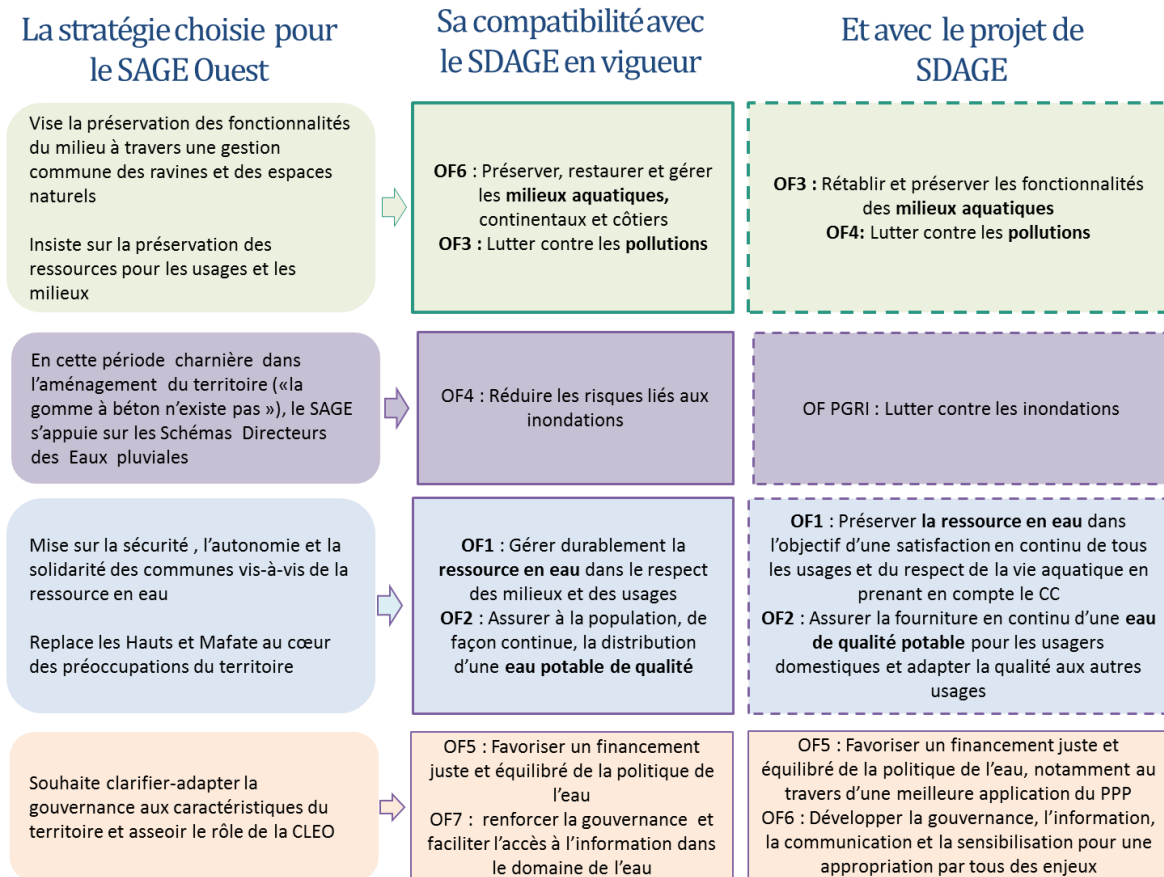 La stratégie choisie pour
le SAGE Ouest
Sa compatibilité avec
le SDAGE en vigueur
Et avec le projet de
SDAGE
Vise la préservation des fonctionnalités
du milieu à travers une gestion
commune des ravines et des espaces
naturels
Insiste sur la préservation des
ressources pour les usages et les
milieux
OF6 : Préserver, restaurer et gérer
les milieux aquatiques,
continentaux et côtiers
OF3 : Lutter contre les pollutions
OF3 : Rétablir et préserver les fonctionnalités
des milieux aquatiques
OF4: Lutter contre les pollutions
En cette période charnière dans
l'aménagement du territoire («la
gomme à béton n'existe pas »), le SAGE
s'appuie sur les Schémas Directeurs
des Eaux pluviales
OF4 : Réduire les risques liés aux
inondations
OF PGRI : Lutter contre les inondations
Mise sur la sécurité , l'autonomie et la
solidarité des communes vis-à-vis de la
ressource en eau
Replace les Hauts et Mafate au cœur
des préoccupations du territoire
OF1 : Gérer durablement la
ressource en eau dans le respect
des milieux et des usages
OF2 : Assurer à la population, de
façon continue, la distribution
d'une eau potable de qualité
OF1 : Préserver la ressource en eau dans
l'objectif d'une satisfaction en continu de tous
les usages et du respect de la vie aquatique en
prenant en compte le CC
OF2 : Assurer la fourniture en continu d'une eau
de qualité potable pour les usagers
domestiques et adapter la qualité aux autres
usages
Souhaite clarifier-adapter la
gouvernance aux caractéristiques du
territoire et asseoir le rôle de la CLEO
OF5 : Favoriser un financement
juste et équilibré de la politique de
l'eau
OF7 : renforcer la gouvernance et
faciliter l'accès à l'information dans
le domaine de l'eau
OF5 : Favoriser un financement juste et
équilibré de la politique de l'eau, notamment au
travers d'une meilleure application du PPP
OF6 : Développer la gouvernance, l'information,
la communication et la sensibilisation pour une
appropriation par tous des enjeux